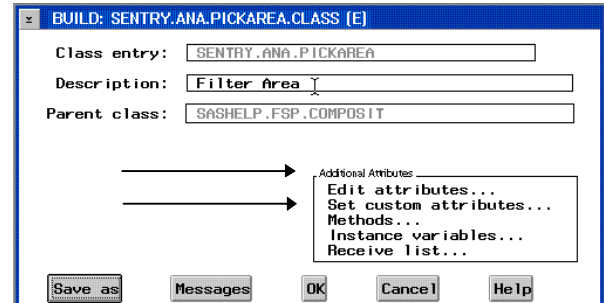 BUILD: SENTRY.ANA.PICKAREA.CLASS (E)
Class entry: SENTRY.ANA.PICKAREA
Description: Filter Area
Parent class: SASHELP.FSP.COMPOSIT
Additional Attributes
Edit attributes...
Set custom attributes...
Methods...
Instance variables...
Receive list...
Save as Messages OK Cancel Help